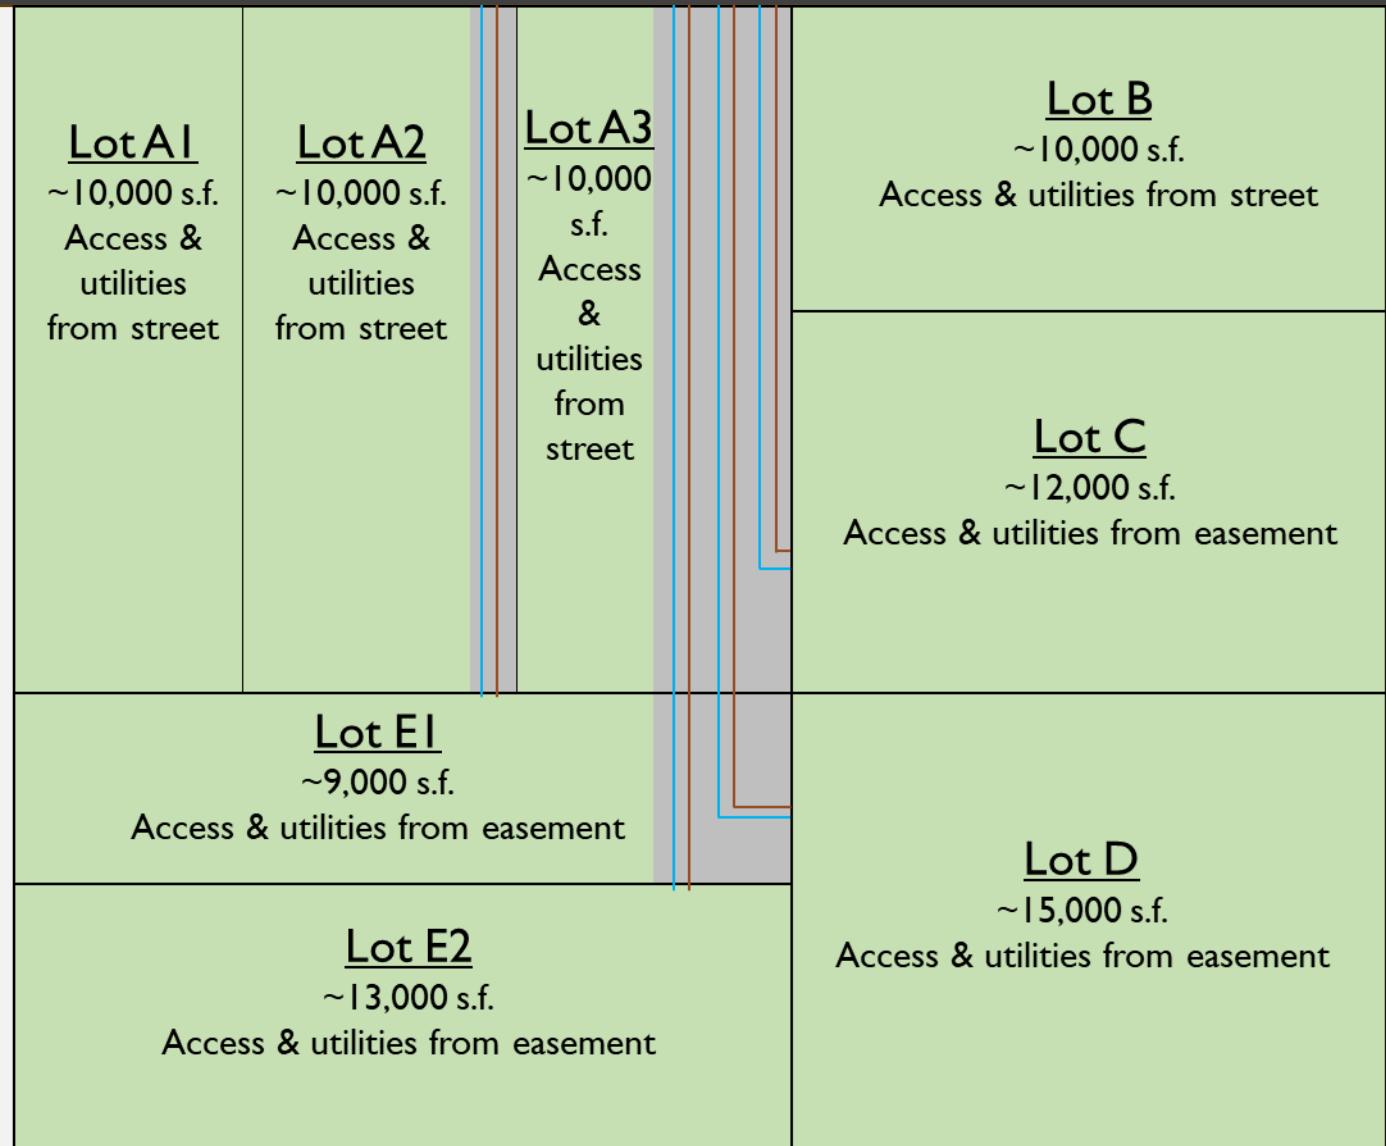 Lot A1
~10,000 s.f.
Access &
utilities
from street
Lot A2
~10,000 s.f.
Access &
utilities
from street
Lot A3
~10,000
s.f.
Access
&
utilities
from
street
Lot B
~10,000 s.f.
Access & utilities from street
Lot C
~12,000 s.f.
Access & utilities from easement
Lot E1
~9,000 s.f.
Access & utilities from easement
Lot D
~15,000 s.f.
Access & utilities from easement
Lot E2
~13,000 s.f.
Access & utilities from easement